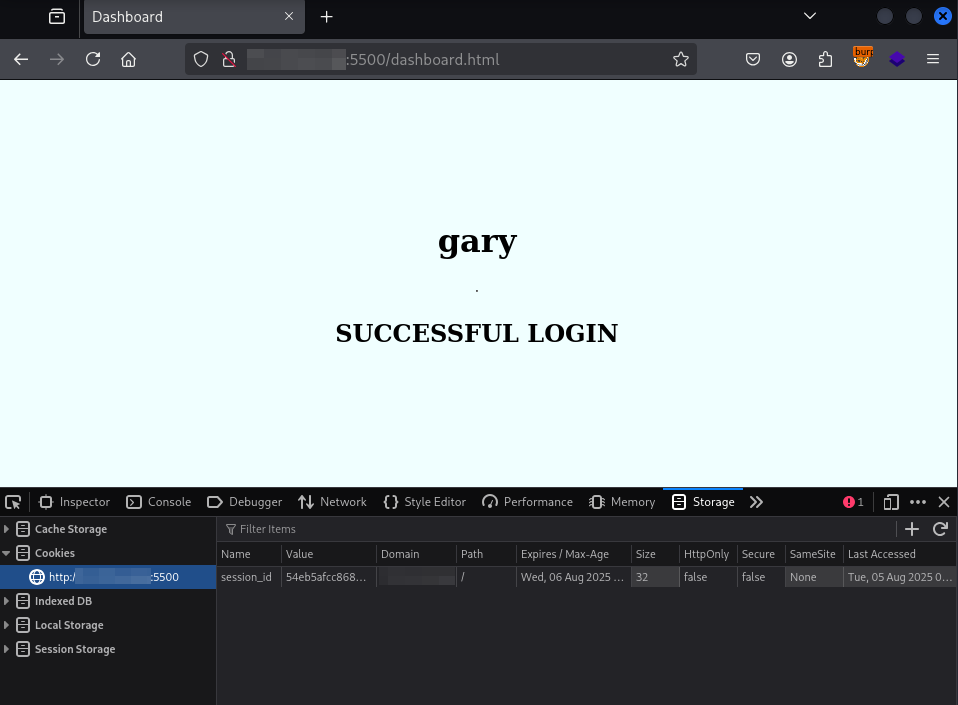 Dashboard
burp
:5500/dashboard.html
gary
.
SUCCESSFUL LOGIN
Inspector Console Debugger Network Style Editor Performance Memory Storage 1
Cache Storage
Cookies
http:/ :5500
Indexed DB
Local Storage
Session Storage
Filter Items
Name Value Domain Path Expires / Max-Age Size HttpOnly Secure SameSite Last Accessed
session_id 54eb5afcc868... / Wed, 06 Aug 2025 ... 32 false false None Tue, 05 Aug 2025 0...